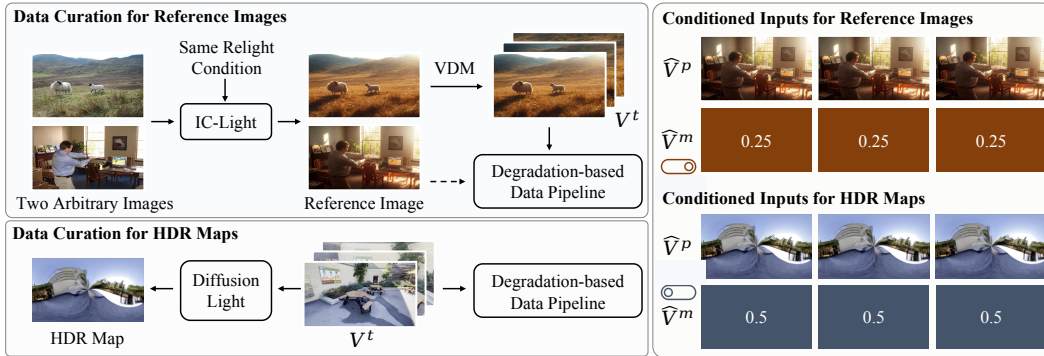 Data Curation for Reference Images
Same Relight
Condition
IC-Light
VDM
V^t
Degradation-based
Data Pipeline
Two Arbitrary Images
Reference Image
Data Curation for HDR Maps
Diffusion
Light
Degradation-based
Data Pipeline
HDR Map
V^t
Conditioned Inputs for Reference Images
V̂^p
V̂^m
0.25 0.25 0.25
Conditioned Inputs for HDR Maps
V̂^p
V̂^m
0.5 0.5 0.5